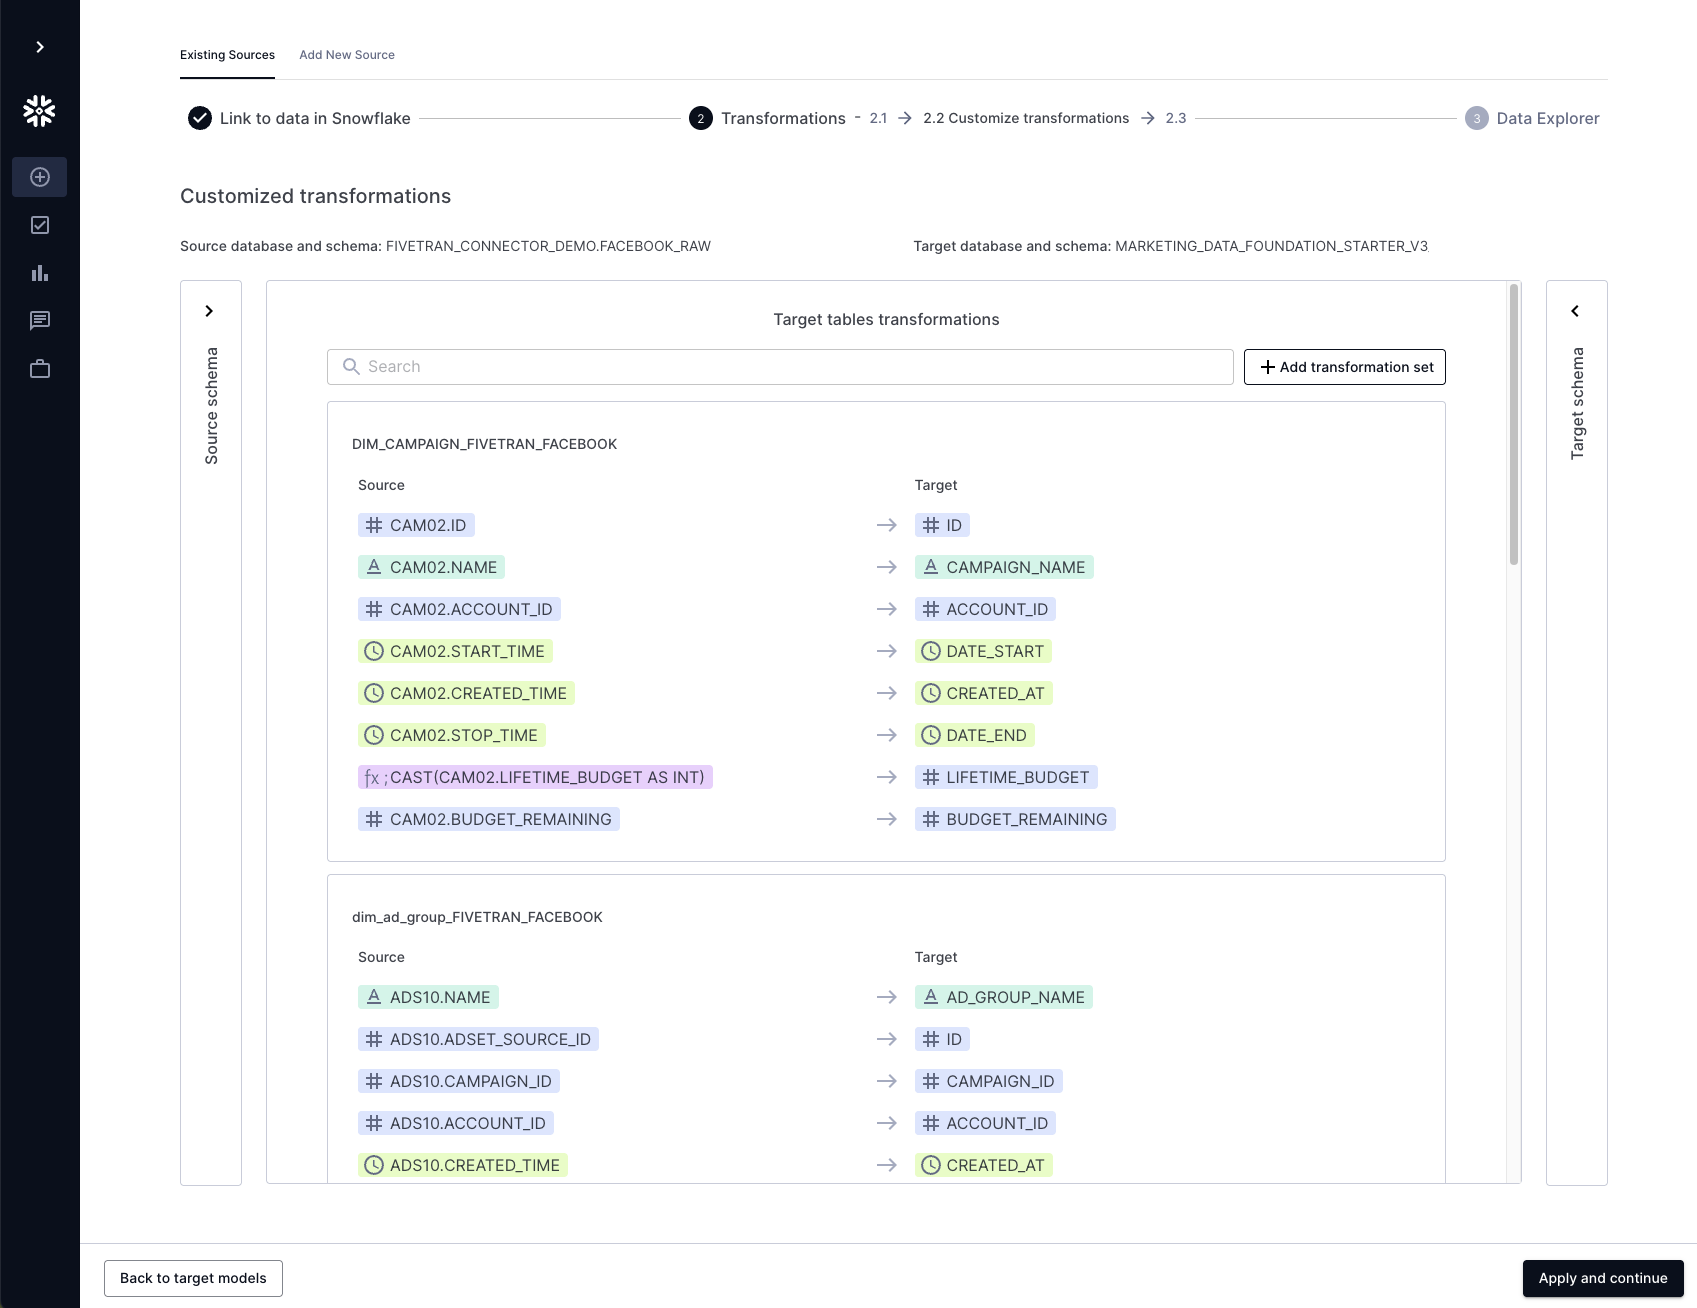 Existing Sources Add New Source
Link to data in Snowflake 2 Transformations - 2.1 → 2.2 Customize transformations → 2.3 3 Data Explorer
Customized transformations
Source database and schema: FIVETRAN_CONNECTOR_DEMO.FACEBOOK_RAW Target database and schema: MARKETING_DATA_FOUNDATION_STARTER_V3
Source schema
Target tables transformations
Search + Add transformation set
DIM_CAMPAIGN_FIVETRAN_FACEBOOK
Source Target
# CAM02.ID → # ID
A CAM02.NAME → A CAMPAIGN_NAME
# CAM02.ACCOUNT_ID → # ACCOUNT_ID
CAM02.START_TIME → DATE_START
CAM02.CREATED_TIME → CREATED_AT
CAM02.STOP_TIME → DATE_END
ƒx ; CAST(CAM02.LIFETIME_BUDGET AS INT) → # LIFETIME_BUDGET
# CAM02.BUDGET_REMAINING → # BUDGET_REMAINING
dim_ad_group_FIVETRAN_FACEBOOK
Source Target
A ADS10.NAME → A AD_GROUP_NAME
# ADS10.ADSET_SOURCE_ID → # ID
# ADS10.CAMPAIGN_ID → # CAMPAIGN_ID
# ADS10.ACCOUNT_ID → # ACCOUNT_ID
ADS10.CREATED_TIME → CREATED_AT
Target schema
Back to target models Apply and continue